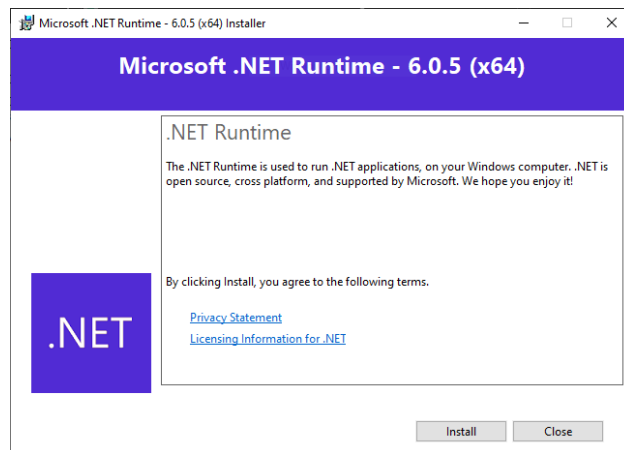 Microsoft .NET Runtime - 6.0.5 (x64) Installer
Microsoft .NET Runtime - 6.0.5 (x64)
.NET Runtime
The .NET Runtime is used to run .NET applications, on your Windows computer. .NET is
open source, cross platform, and supported by Microsoft. We hope you enjoy it!
By clicking Install, you agree to the following terms.
Privacy Statement
Licensing Information for .NET
.NET
Install
Close